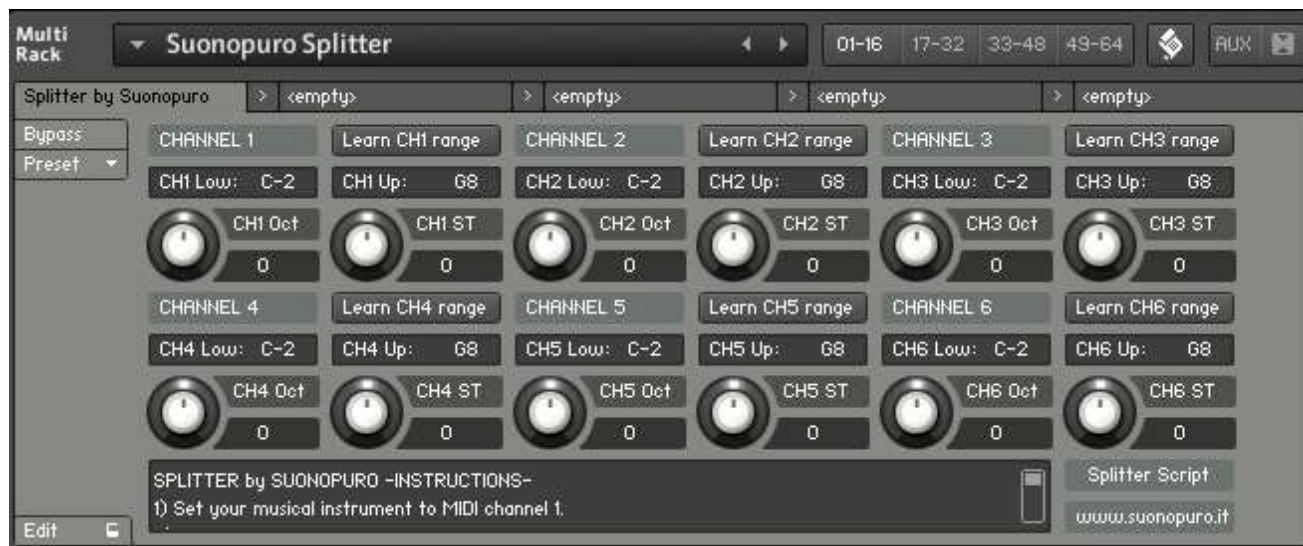 Multi Rack Suonopuro Splitter 01-16 17-32 33-48 49-64 AUX
Splitter by Suonopuro > <empty> > <empty> > <empty> > <empty>
Bypass
Preset
CHANNEL 1 Learn CH1 range CHANNEL 2 Learn CH2 range CHANNEL 3 Learn CH3 range
CH1 Low: C-2 CH1 Up: G8 CH2 Low: C-2 CH2 Up: G8 CH3 Low: C-2 CH3 Up: G8
CH1 Oct CH1 ST CH2 Oct CH2 ST CH3 Oct CH3 ST
0 0 0 0 0 0
CHANNEL 4 Learn CH4 range CHANNEL 5 Learn CH5 range CHANNEL 6 Learn CH6 range
CH4 Low: C-2 CH4 Up: G8 CH5 Low: C-2 CH5 Up: G8 CH6 Low: C-2 CH6 Up: G8
CH4 Oct CH4 ST CH5 Oct CH5 ST CH6 Oct CH6 ST
0 0 0 0 0 0
SPLITTER by SUONOPURO -INSTRUCTIONS-
1) Set your musical instrument to MIDI channel 1.
Splitter Script
www.suonopuro.it
Edit